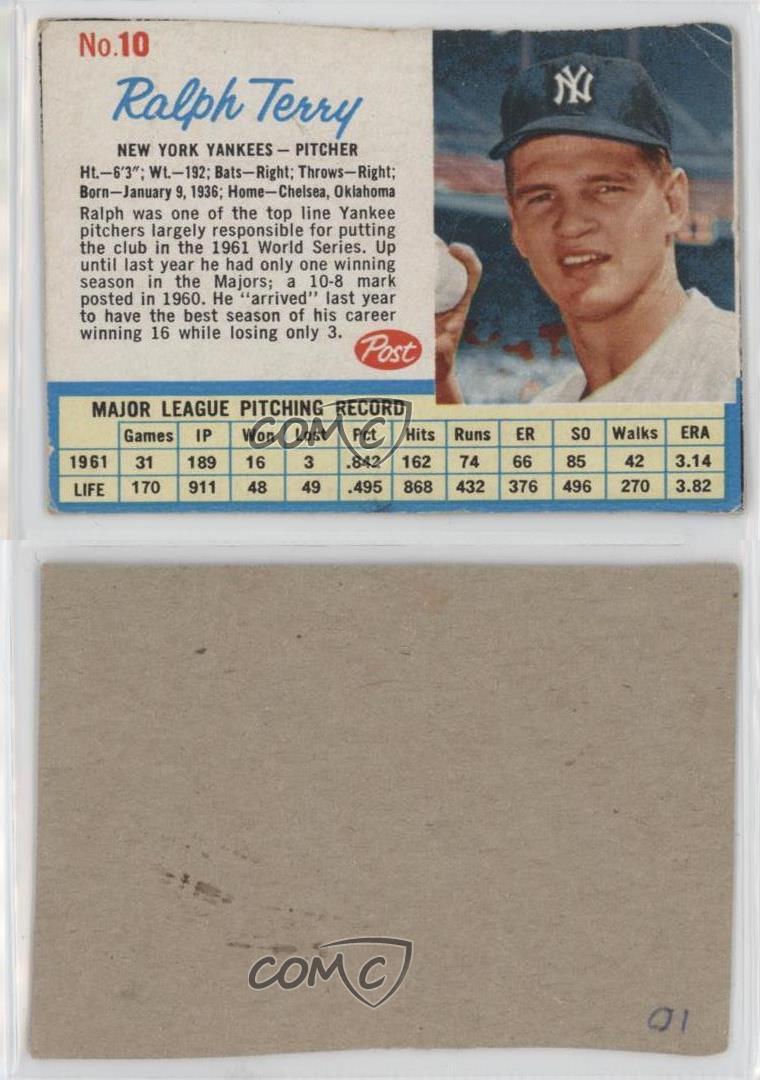 No.10
Ralph Terry
NEW YORK YANKEES — PITCHER
Ht.—6'3"; Wt.—192; Bats—Right; Throws—Right;
Born—January 9, 1936; Home—Chelsea, Oklahoma
Ralph was one of the top line Yankee
pitchers largely responsible for putting
the club in the 1961 World Series. Up
until last year he had only one winning
season in the Majors; a 10-8 mark
posted in 1960. He "arrived" last year
to have the best season of his career
winning 16 while losing only 3.
Post
NY
MAJOR LEAGUE PITCHING RECORD
Games IP Won Lost Pct Hits Runs ER SO Walks ERA
1961 31 189 16 3 .842 162 74 66 85 42 3.14
LIFE 170 911 48 49 .495 868 432 376 496 270 3.82
COMC
COMC
01